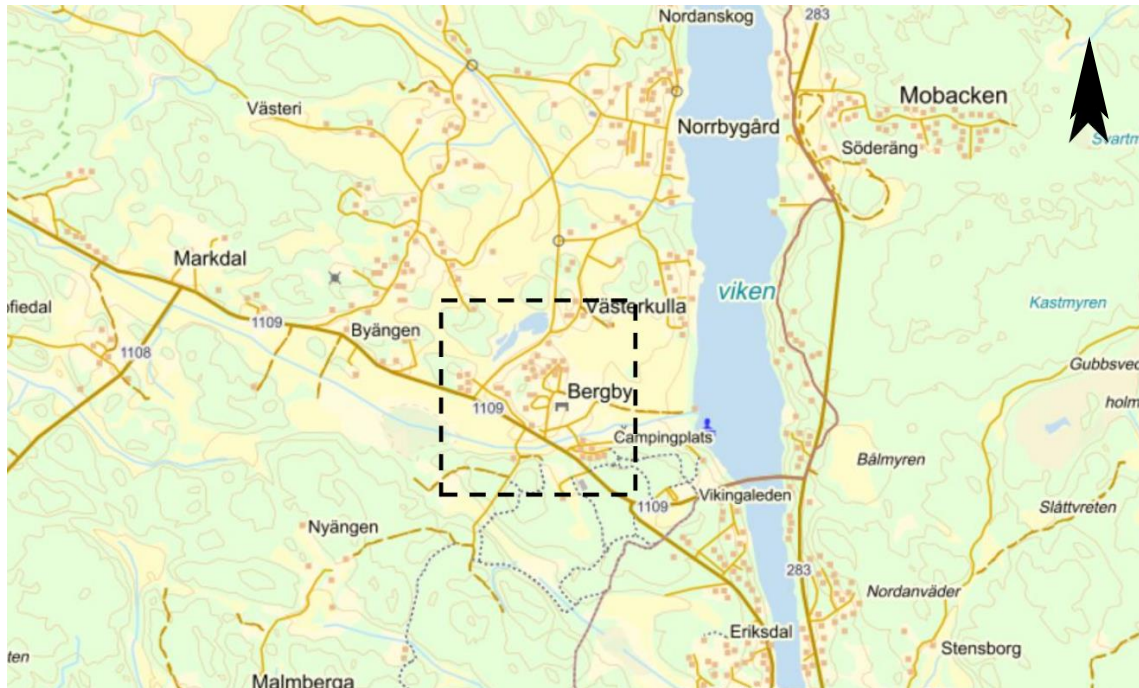 Nordanskog
283
Västeri
Mobacken
Norrbygård
Söderäng
Svartm
Markdal
viken
Västerkulla
Kastmyren
ofiedal
1109
Byängen
1108
Gubbsved
Bergby
1109
holm
Campingplats
Bålmyren
Vikingaleden
1109
Slåttvreten
Nyängen
283
Nordanväder
Eriksdal
Stensborg
ten
Malmberga